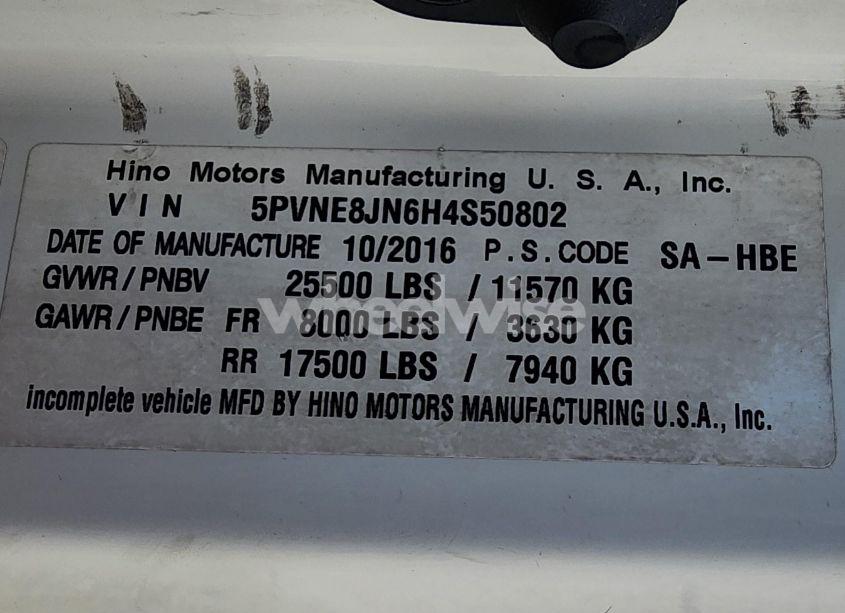 Hino Motors Manufacturing U. S. A., Inc.
VIN 5PVNE8JN6H4S50802
DATE OF MANUFACTURE 10/2016 P.S.CODE SA-HBE
GVWR/PNBV 25500 LBS / 11570 KG
GAWR/PNBE FR 8000 LBS / 3630 KG
RR 17500 LBS / 7940 KG
incomplete vehicle MFD BY HINO MOTORS MANUFACTURING U.S.A., Inc.
wheelwise